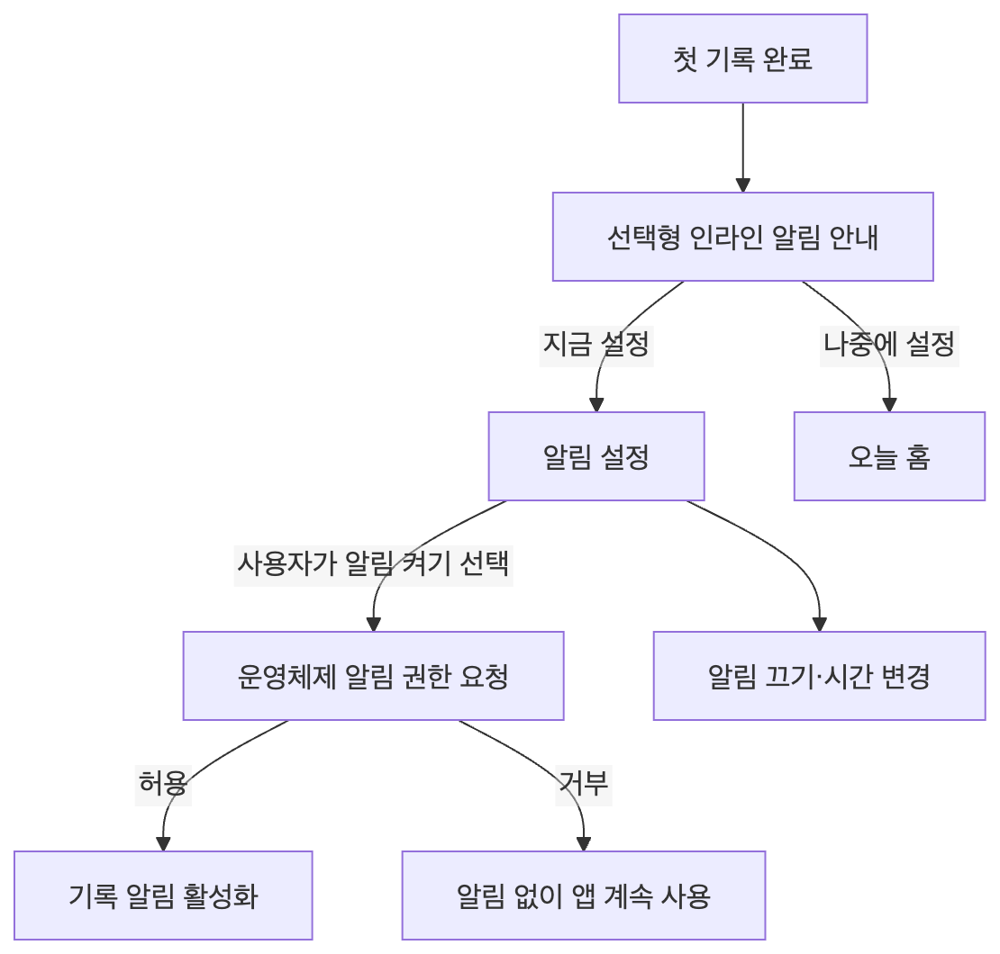 첫 기록 완료
선택형 인라인 알림 안내
지금 설정
나중에 설정
알림 설정
오늘 홈
사용자가 알림 켜기 선택
운영체제 알림 권한 요청
알림 끄기·시간 변경
허용
거부
기록 알림 활성화
알림 없이 앱 계속 사용